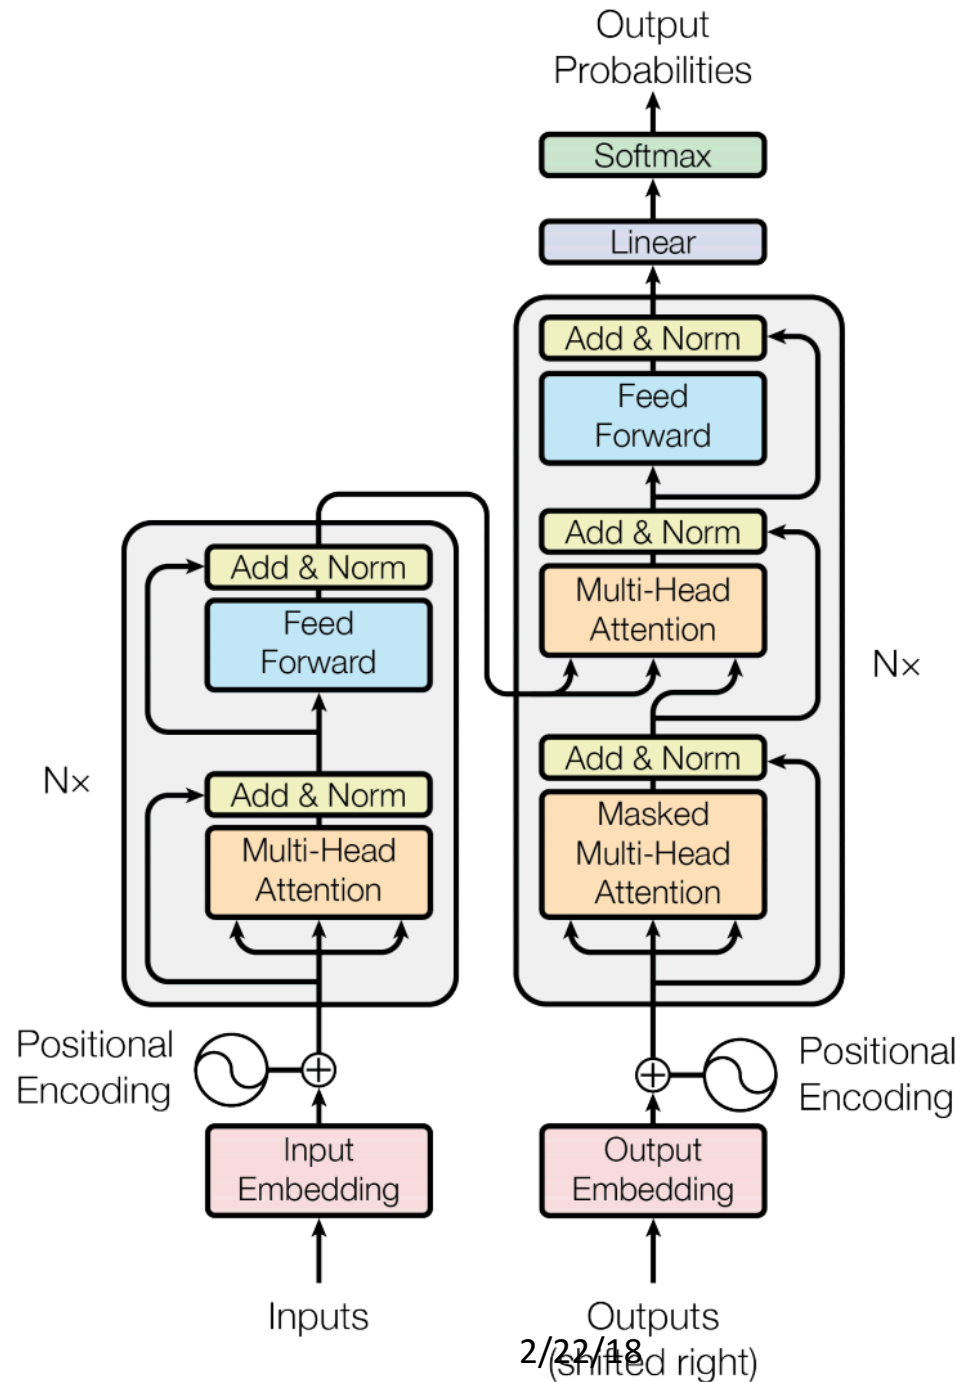 Output
Probabilities
Softmax
Linear
Add & Norm
Feed
Forward
Add & Norm
Multi-Head
Attention
Nx
Add & Norm
Masked
Multi-Head
Attention
Add & Norm
Feed
Forward
Nx
Add & Norm
Multi-Head
Attention
Positional
Encoding
Positional
Encoding
Input
Embedding
Output
Embedding
Inputs
Outputs
(shifted right)
2/22/18